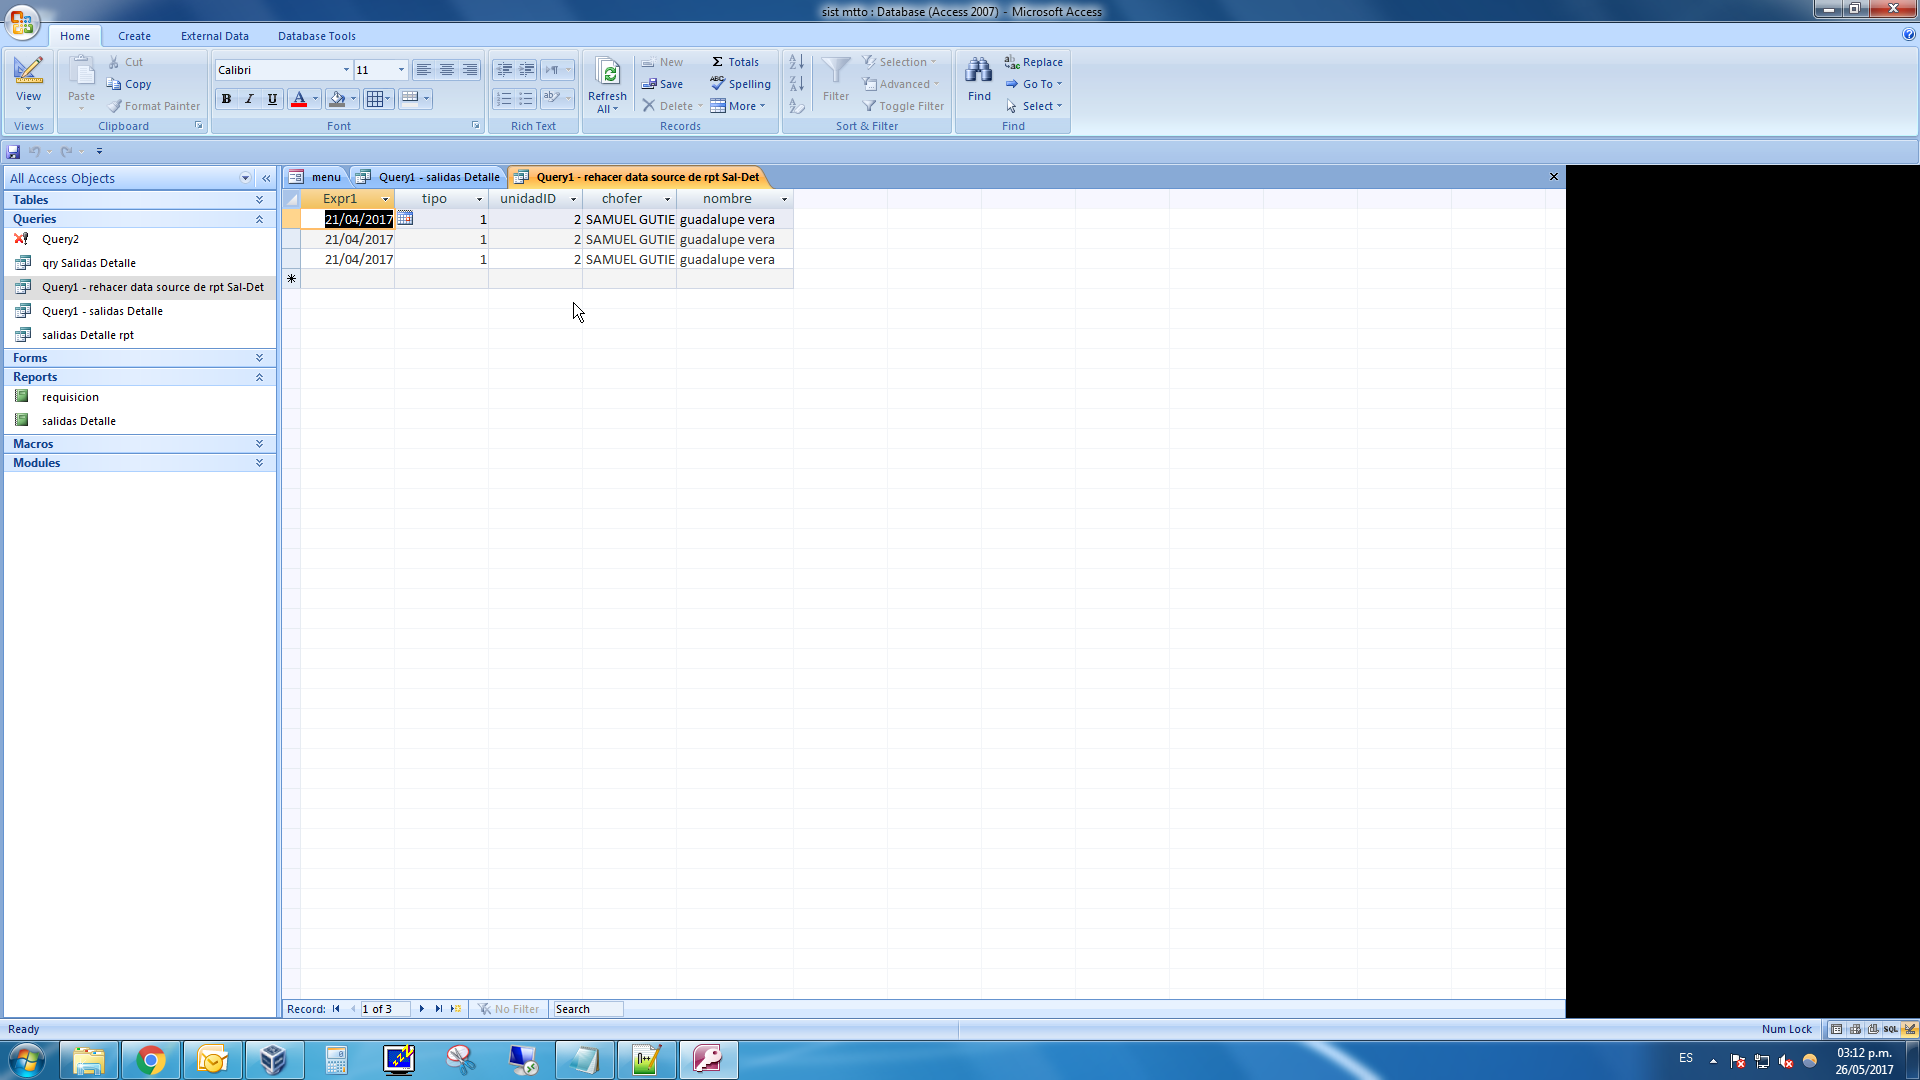 sist mtto : Database (Access 2007) - Microsoft Access
Home Create External Data Database Tools
View
Views
Paste
Cut
Copy
Format Painter
Clipboard
Calibri 11
B I U A
Font
ab
Rich Text
Refresh All
New
Save
Delete
Σ Totals
ABC Spelling
More
Records
Filter
Selection
Advanced
Toggle Filter
Sort & Filter
Find
Replace
Go To
Select
Find
All Access Objects
Tables
Queries
Query2
qry Salidas Detalle
Query1 - rehacer data source de rpt Sal-Det
Query1 - salidas Detalle
salidas Detalle rpt
Forms
Reports
requisicion
salidas Detalle
Macros
Modules
menu Query1 - salidas Detalle Query1 - rehacer data source de rpt Sal-Det
Expr1 tipo unidadID chofer nombre
21/04/2017 1 2 SAMUEL GUTIE guadalupe vera
21/04/2017 1 2 SAMUEL GUTIE guadalupe vera
21/04/2017 1 2 SAMUEL GUTIE guadalupe vera
Record: 1 of 3 No Filter Search
Ready Num Lock SQL
ES 03:12 p.m.
26/05/2017